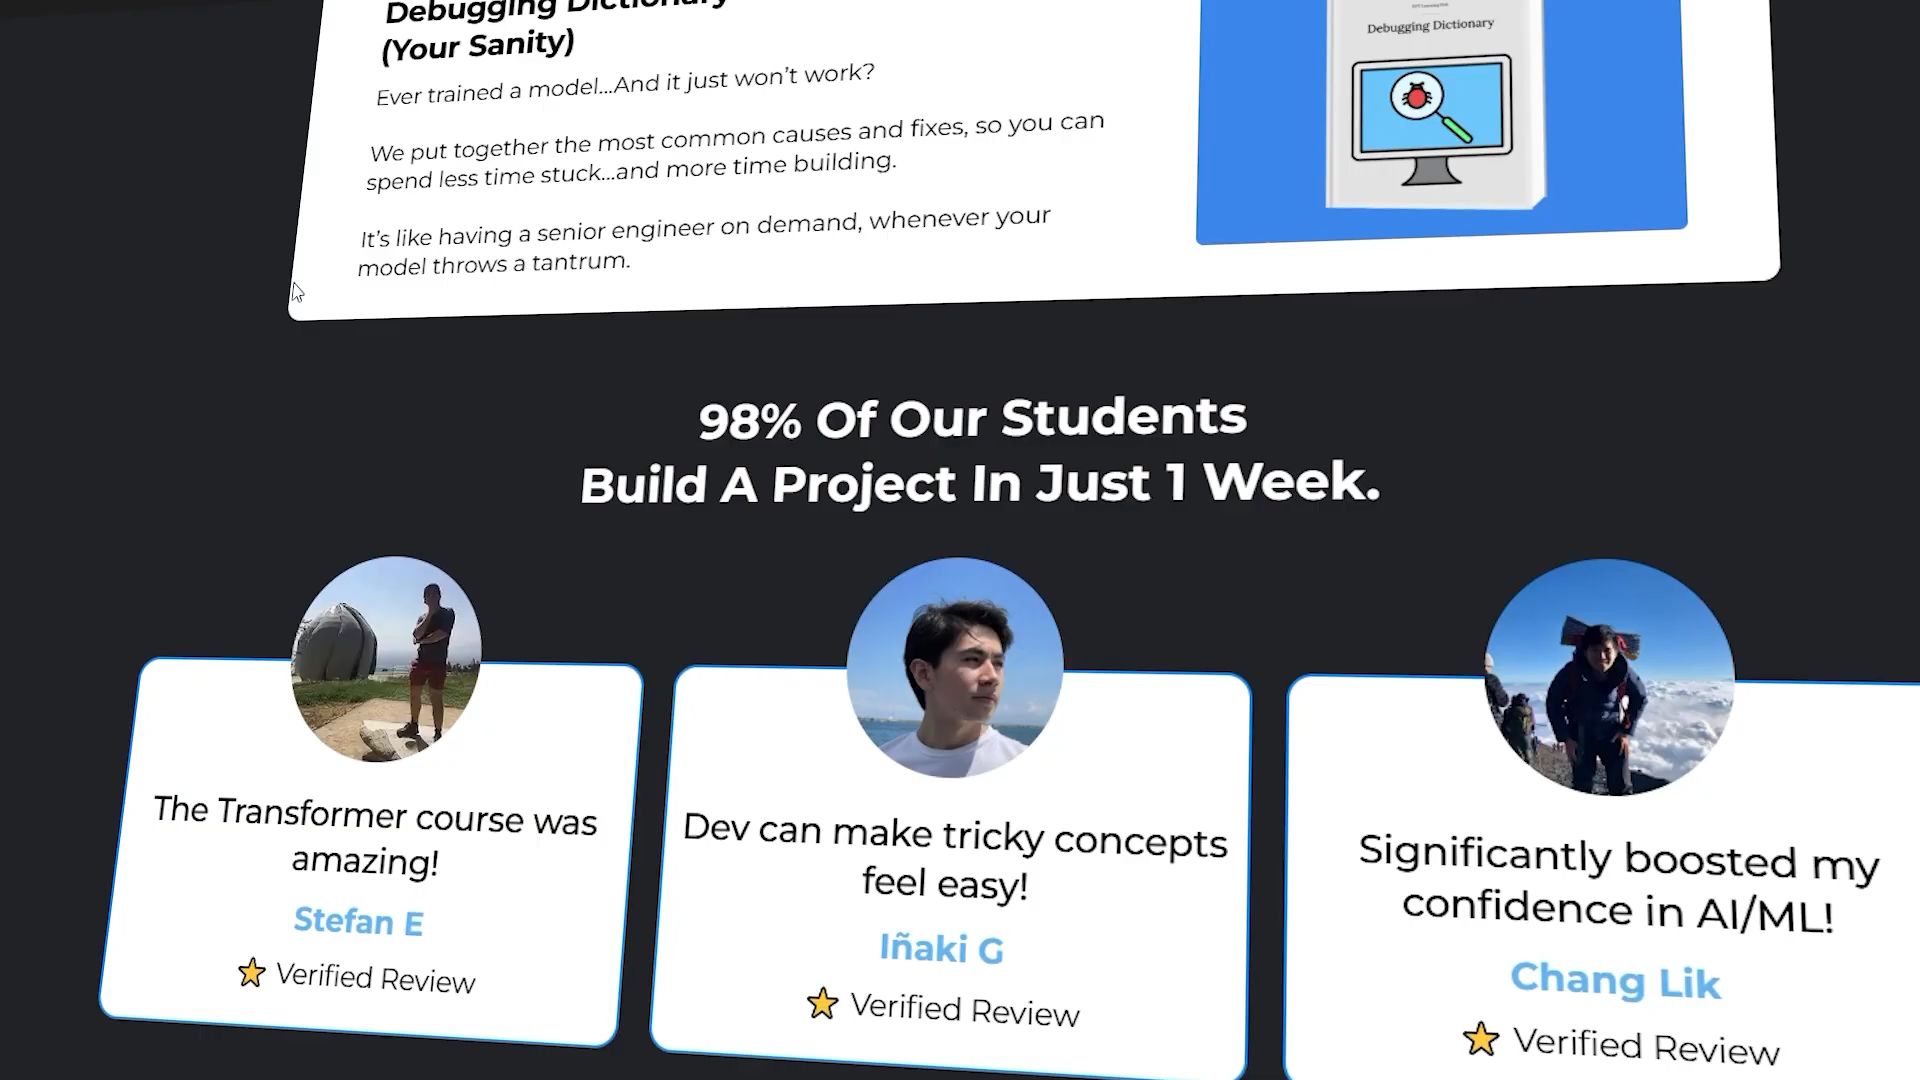 Debugging Dictionary
(Your Sanity)
Ever trained a model...And it just won't work?
We put together the most common causes and fixes, so you can
spend less time stuck...and more time building.
It's like having a senior engineer on demand, whenever your
model throws a tantrum.
Debugging Dictionary
98% Of Our Students
Build A Project In Just 1 Week.
The Transformer course was
amazing!
Stefan E
Verified Review
Dev can make tricky concepts
feel easy!
Iñaki G
Verified Review
Significantly boosted my
confidence in AI/ML!
Chang Lik
Verified Review